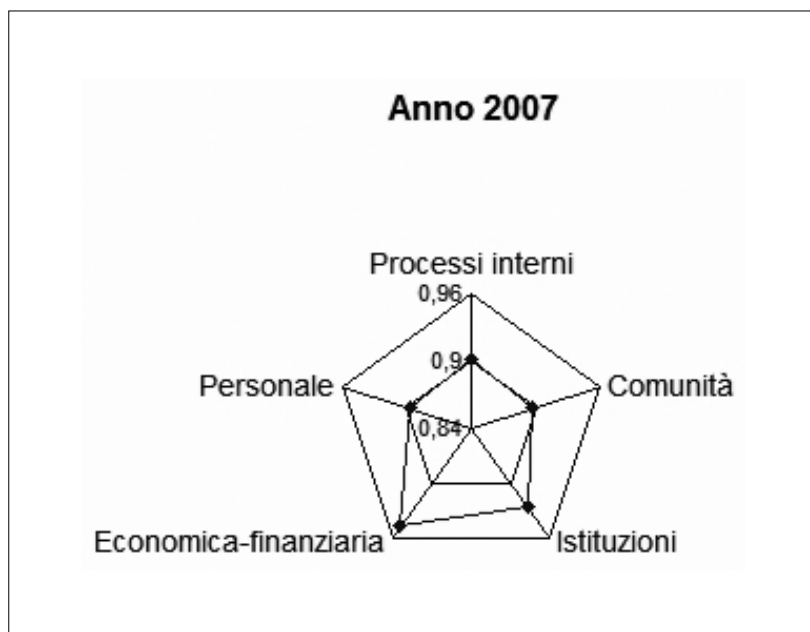 Anno 2007
Processi interni
0,96
0,9
Personale
Comunità
0,84
Economica-finanziaria
Istituzioni